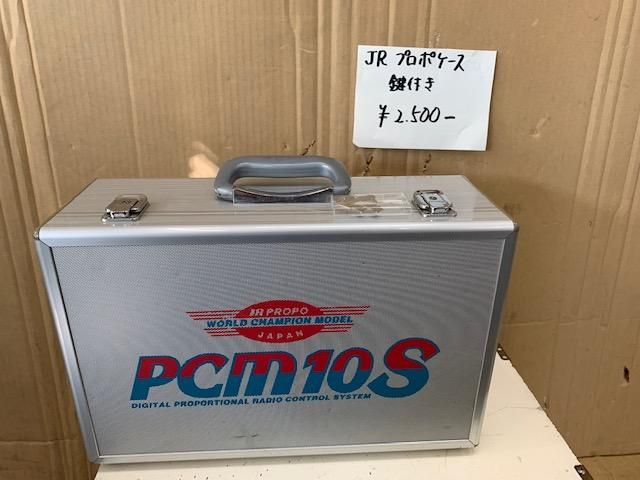 JR プロポケース
鍵付き
¥2.500-
JR PROPO
WORLD CHAMPION MODEL
JAPAN
PCM10S
DIGITAL PROPORTIONAL RADIO CONTROL SYSTEM